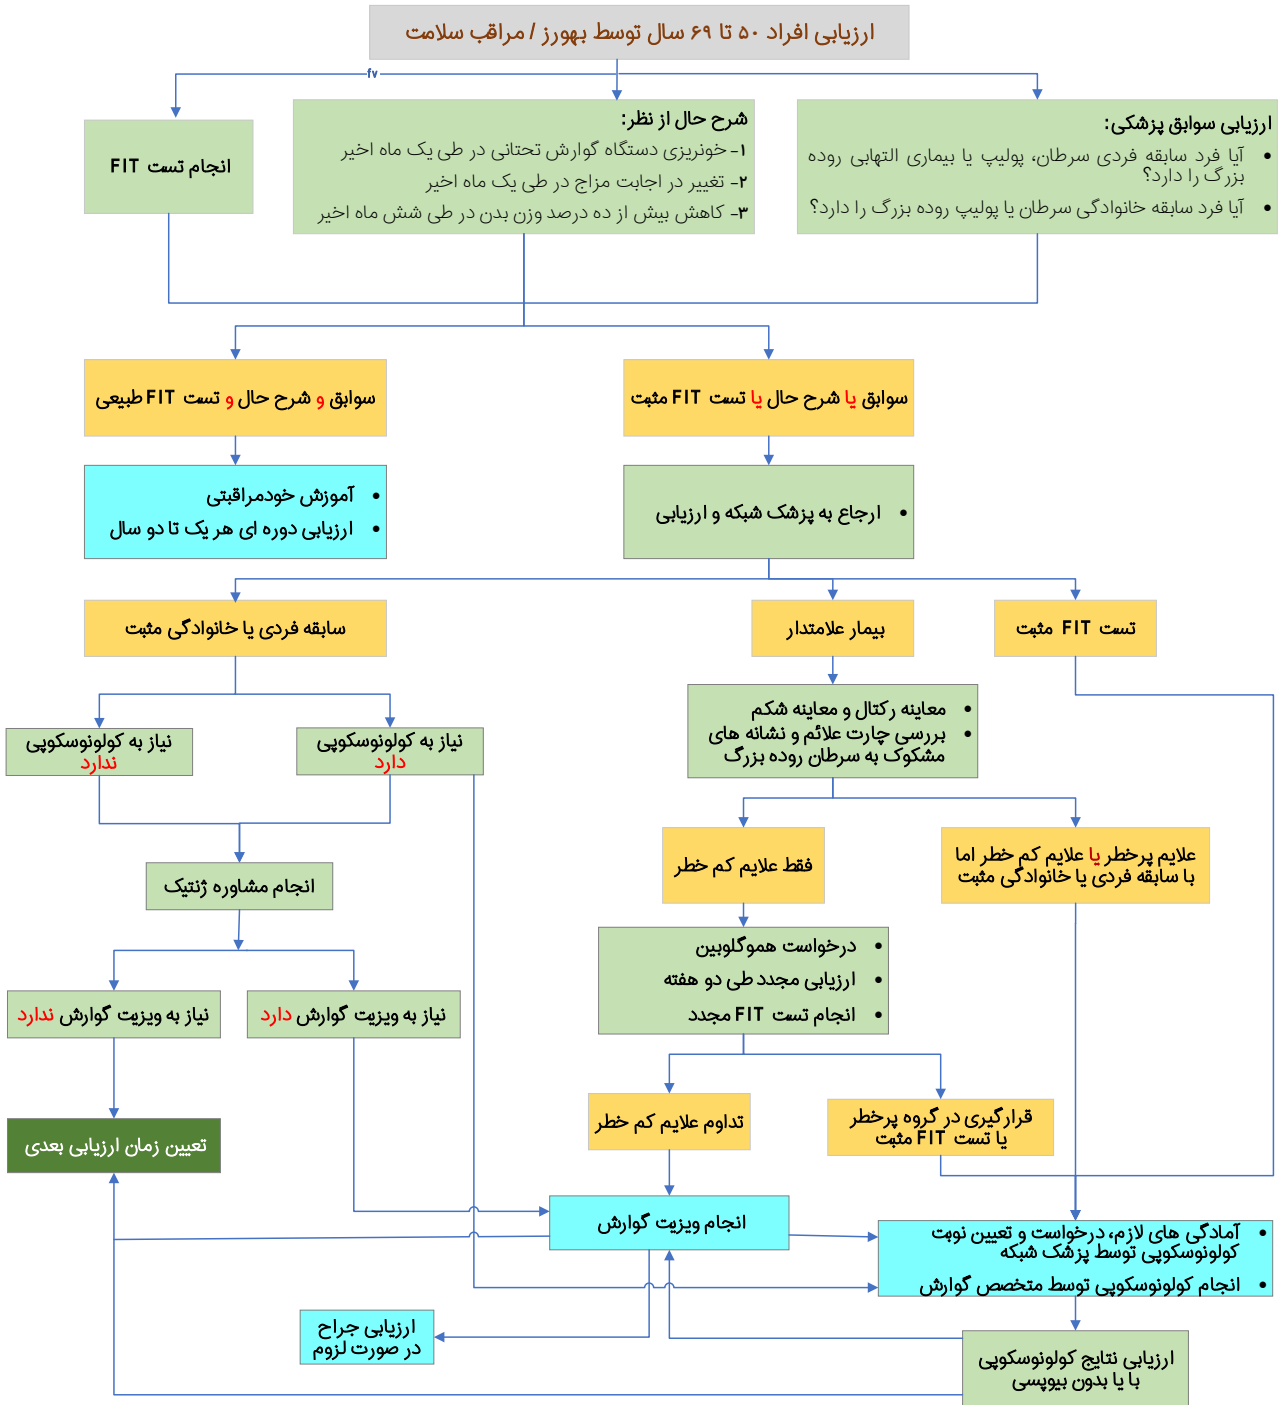 ارزیابی افراد ۵۰ تا ۶۹ سال توسط بهورز / مراقب سلامت
f۷
ارزیابی سوابق پزشکی:
• آیا فرد سابقه فردی سرطان، پولیپ یا بیماری التهابی روده
بزرگ را دارد؟
• آیا فرد سابقه خانوادگی سرطان یا پولیپ روده بزرگ را دارد؟
شرح حال از نظر:
۱- خونریزی دستگاه گوارش تحتانی در طی یک ماه اخیر
۲- تغییر در اجابت مزاج در طی یک ماه اخیر
۳- کاهش بیش از ده درصد وزن بدن در طی شش ماه اخیر
انجام تست FIT
سوابق یا شرح حال یا تست FIT مثبت
سوابق و شرح حال و تست FIT طبیعی
• ارجاع به پزشک شبکه و ارزیابی
• آموزش خودمراقبتی
• ارزیابی دوره ای هر یک تا دو سال
تست FIT مثبت
بیمار علامتدار
سابقه فردی یا خانوادگی مثبت
• معاینه رکتال و معاینه شکم
• بررسی چارت علائم و نشانه های
مشکوک به سرطان روده بزرگ
نیاز به کولونوسکوپی
دارد
نیاز به کولونوسکوپی
ندارد
علایم پرخطر یا علایم کم خطر اما
با سابقه فردی یا خانوادگی مثبت
فقط علایم کم خطر
انجام مشاوره ژنتیک
• درخواست هموگلوبین
• ارزیابی مجدد طی دو هفته
• انجام تست FIT مجدد
نیاز به ویزیت گوارش دارد
نیاز به ویزیت گوارش ندارد
قرارگیری در گروه پرخطر
یا تست FIT مثبت
تداوم علایم کم خطر
تعیین زمان ارزیابی بعدی
انجام ویزیت گوارش
• آمادگی های لازم، درخواست و تعیین نوبت
کولونوسکوپی توسط پزشک شبکه
• انجام کولونوسکوپی توسط متخصص گوارش
ارزیابی جراح
در صورت لزوم
ارزیابی نتایج کولونوسکوپی
با یا بدون بیوپسی